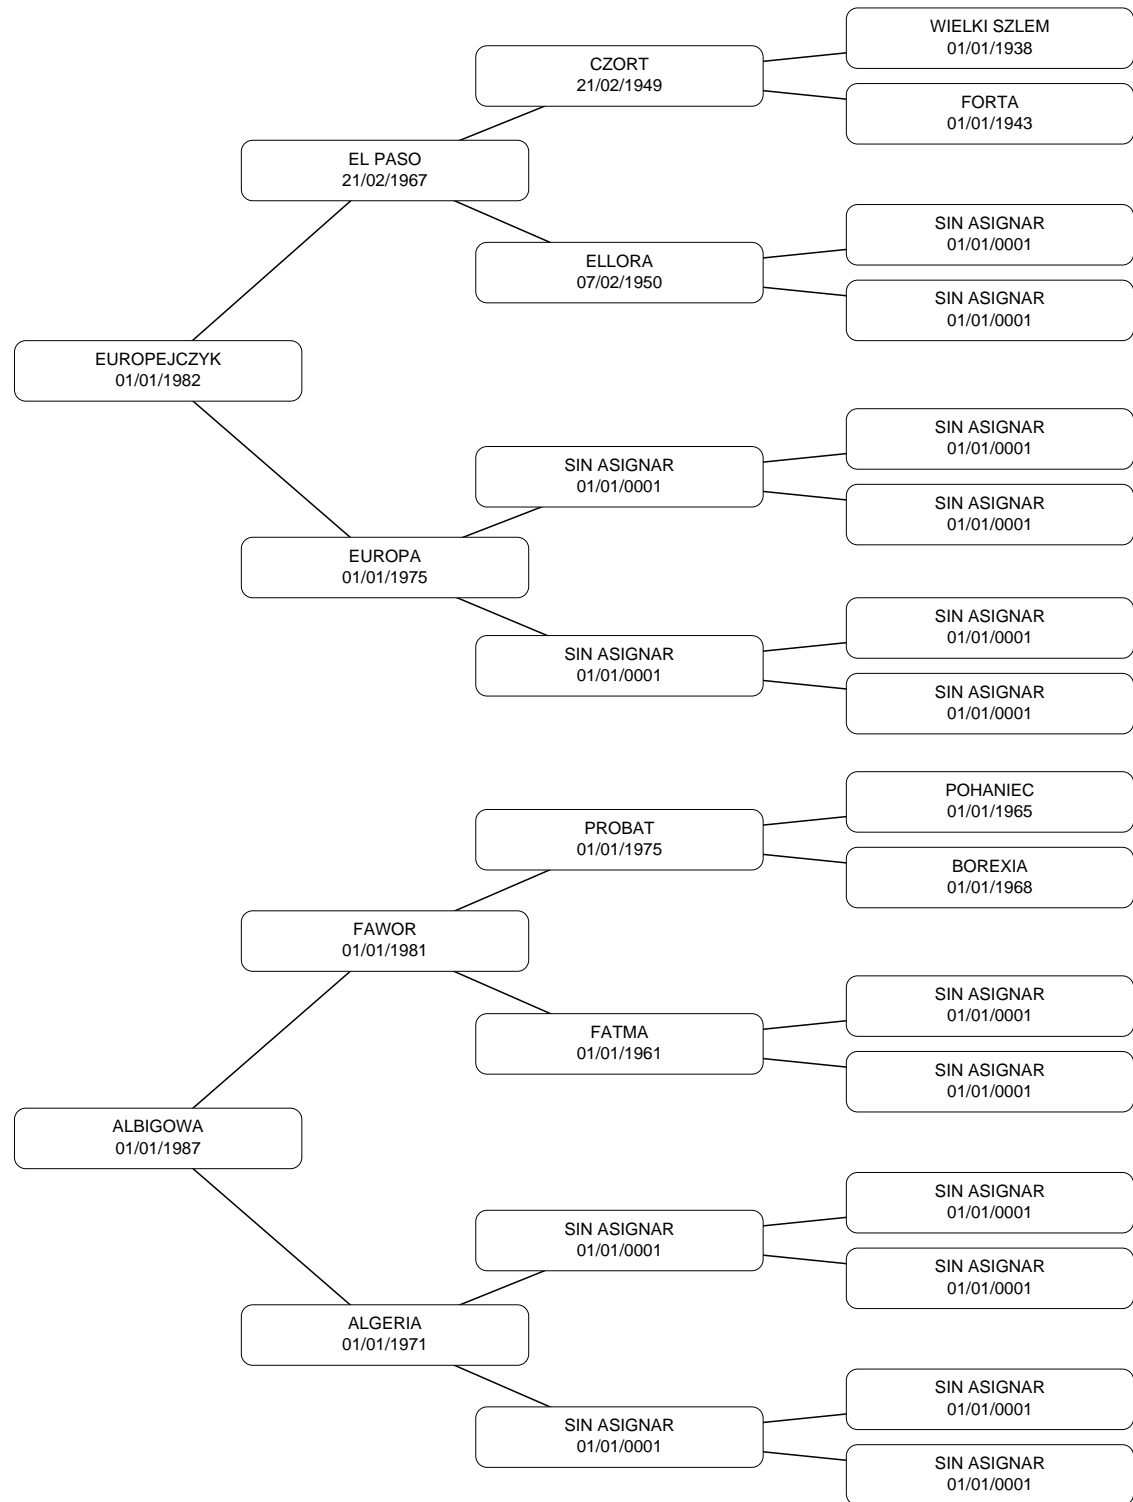 WIELKI SZLEM
01/01/1938
CZORT
21/02/1949
FORTA
01/01/1943
EL PASO
21/02/1967
SIN ASIGNAR
01/01/0001
ELLORA
07/02/1950
SIN ASIGNAR
01/01/0001
EUROPEJCZYK
01/01/1982
SIN ASIGNAR
01/01/0001
SIN ASIGNAR
01/01/0001
SIN ASIGNAR
01/01/0001
EUROPA
01/01/1975
SIN ASIGNAR
01/01/0001
SIN ASIGNAR
01/01/0001
SIN ASIGNAR
01/01/0001
POHANIEC
01/01/1965
PROBAT
01/01/1975
BOREXIA
01/01/1968
FAWOR
01/01/1981
SIN ASIGNAR
01/01/0001
FATMA
01/01/1961
SIN ASIGNAR
01/01/0001
ALBIGOWA
01/01/1987
SIN ASIGNAR
01/01/0001
SIN ASIGNAR
01/01/0001
SIN ASIGNAR
01/01/0001
ALGERIA
01/01/1971
SIN ASIGNAR
01/01/0001
SIN ASIGNAR
01/01/0001
SIN ASIGNAR
01/01/0001